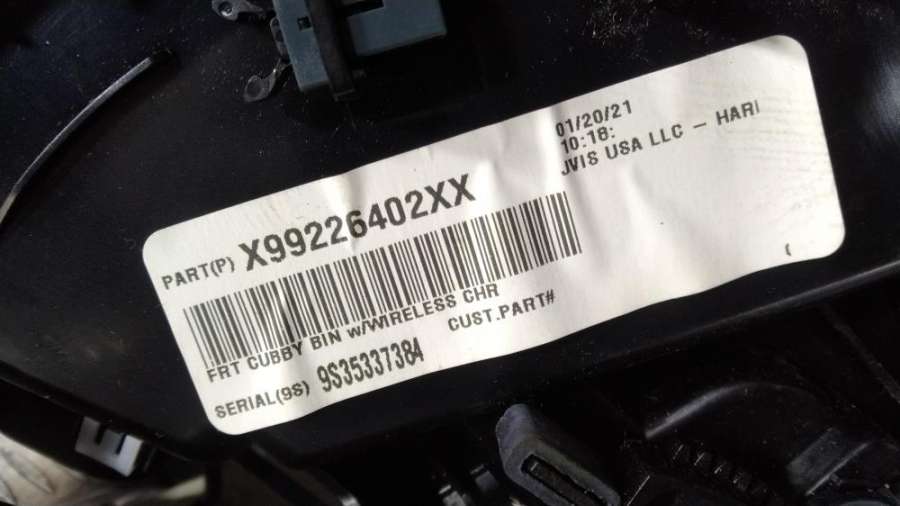 01/20/21
10:18:
JVIS USA LLC - HARI
PART(P) X99226402XX
FRT CUBBY BIN w/WIRELESS CHR
CUST.PART#
SERIAL(9S) 9S35337384
(